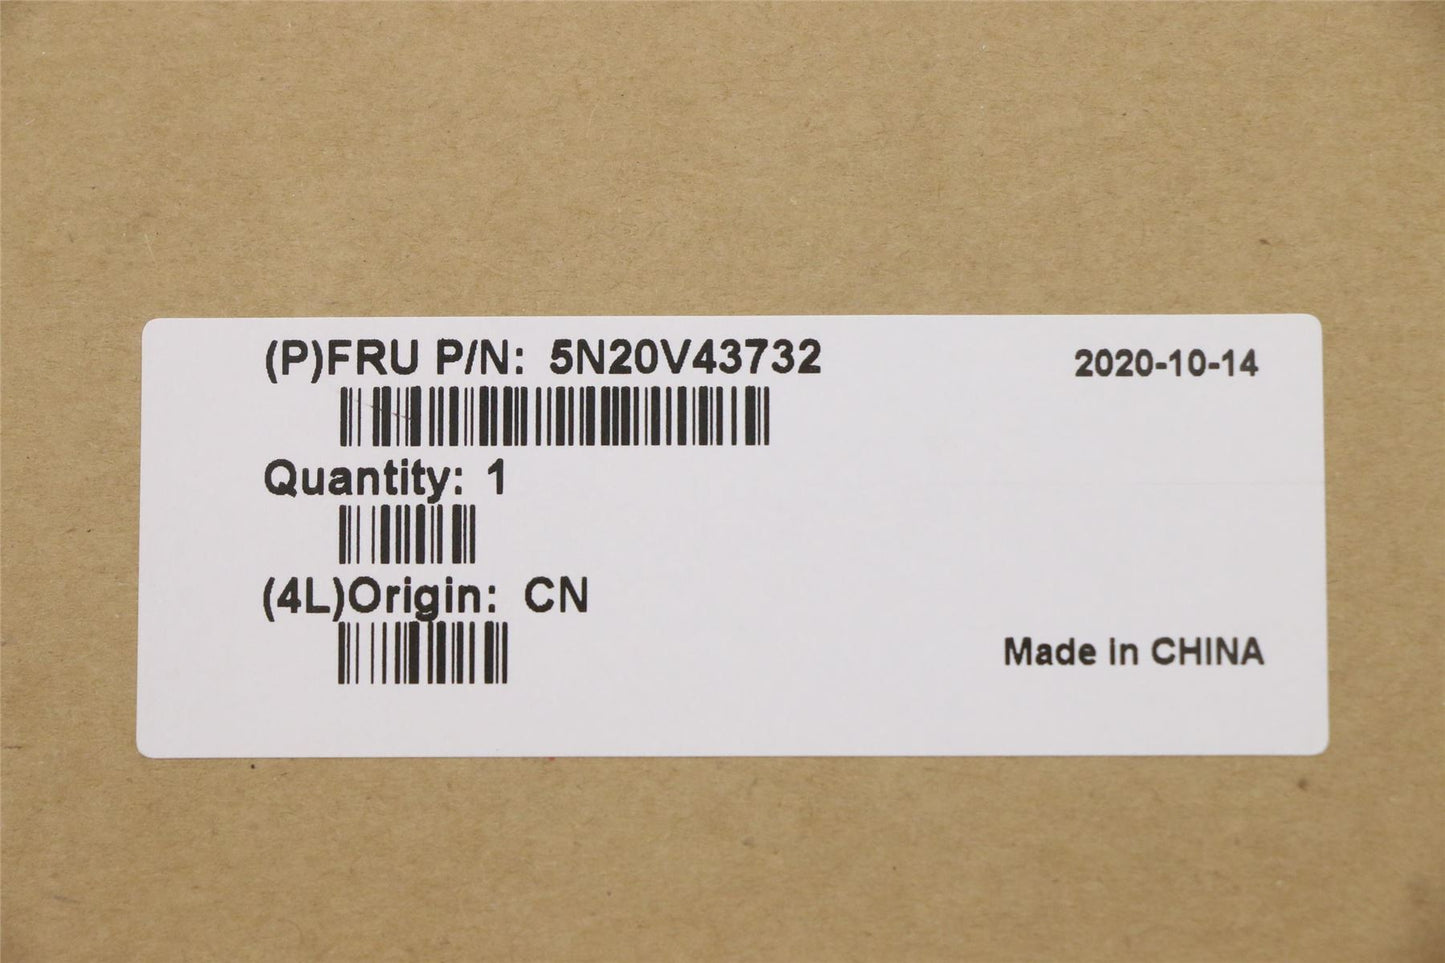 (P)FRU P/N: 5N20V43732
2020-10-14
Quantity: 1
(4L)Origin: CN
Made in CHINA